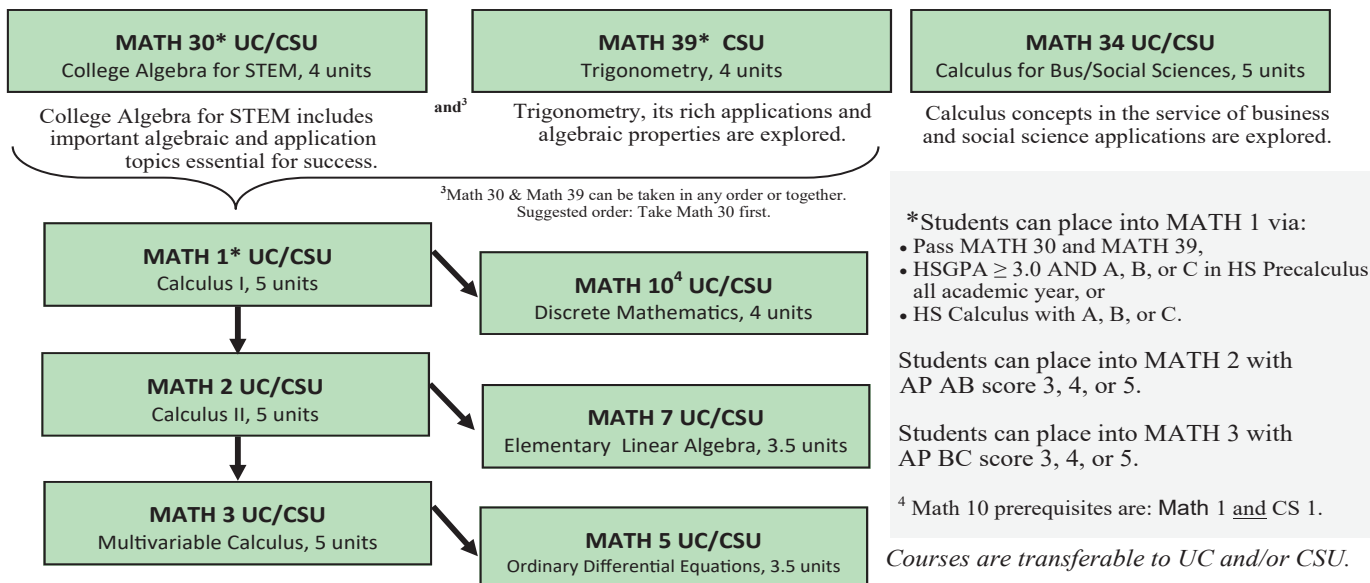 MATH 30* UC/CSU
College Algebra for STEM, 4 units
MATH 39* CSU
Trigonometry, 4 units
MATH 34 UC/CSU
Calculus for Bus/Social Sciences, 5 units
College Algebra for STEM includes
important algebraic and application
topics essential for success.
and³
Trigonometry, its rich applications and
algebraic properties are explored.
Calculus concepts in the service of business
and social science applications are explored.
³Math 30 & Math 39 can be taken in any order or together.
Suggested order: Take Math 30 first.
MATH 1* UC/CSU
Calculus I, 5 units
MATH 10⁴ UC/CSU
Discrete Mathematics, 4 units
MATH 2 UC/CSU
Calculus II, 5 units
MATH 7 UC/CSU
Elementary Linear Algebra, 3.5 units
MATH 3 UC/CSU
Multivariable Calculus, 5 units
MATH 5 UC/CSU
Ordinary Differential Equations, 3.5 units
*Students can place into MATH 1 via:
• Pass MATH 30 and MATH 39,
• HSGPA ≥ 3.0 AND A, B, or C in HS Precalculus
all academic year, or
• HS Calculus with A, B, or C.
Students can place into MATH 2 with
AP AB score 3, 4, or 5.
Students can place into MATH 3 with
AP BC score 3, 4, or 5.
⁴ Math 10 prerequisites are: Math 1 and CS 1.
Courses are transferable to UC and/or CSU.